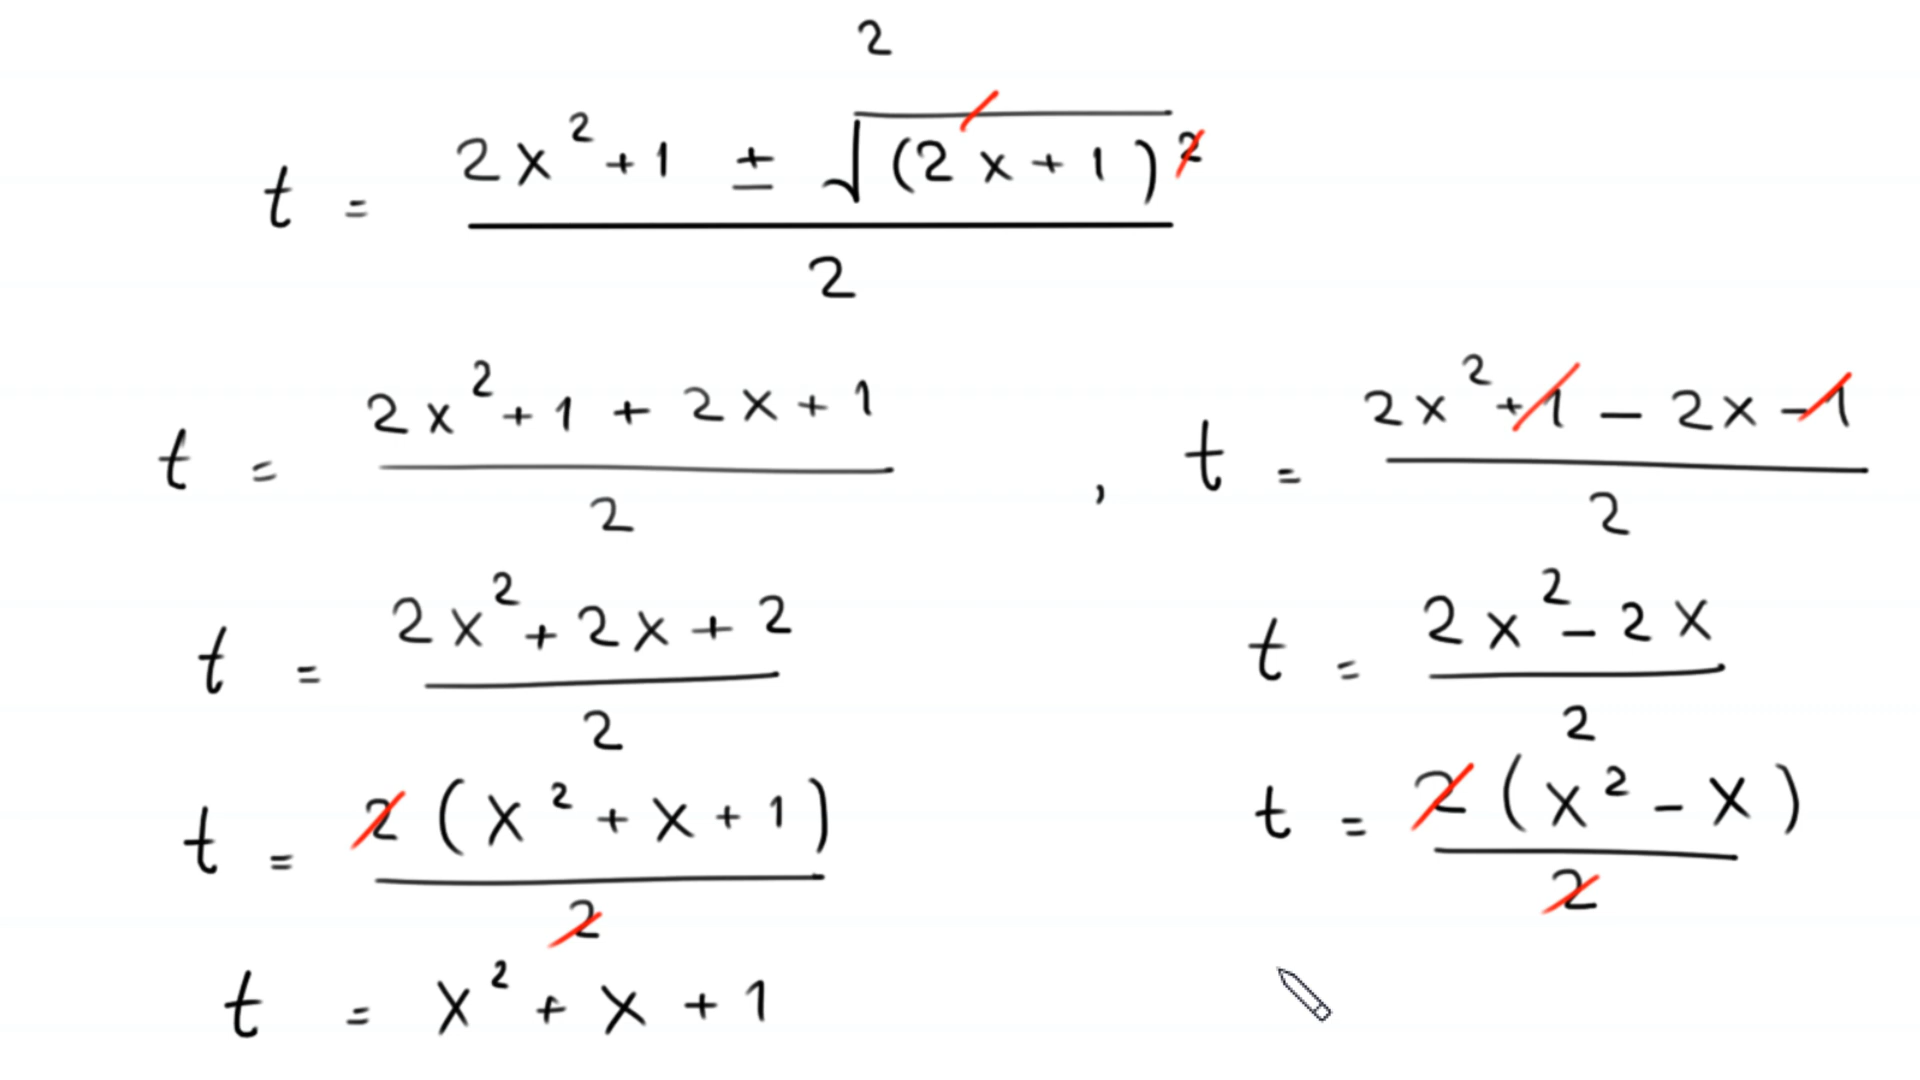 2
t = (2x² + 1 ± √(2x + 1)²) / 2
t = (2x² + 1 + 2x + 1) / 2 , t = (2x² + 1 - 2x - 1) / 2
t = (2x² + 2x + 2) / 2 t = (2x² - 2x) / 2
t = 2(x² + x + 1) / 2 t = 2(x² - x) / 2
t = x² + x + 1